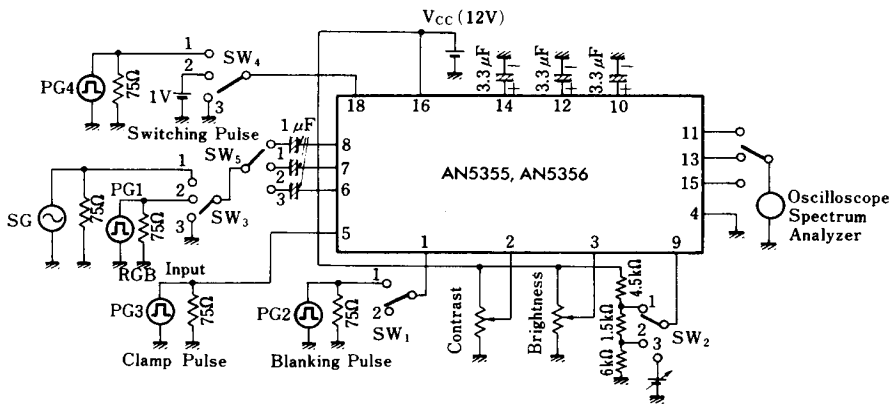 VCC (12V)
1
SW4
2
PG4
75Ω
1V
3
Switching Pulse
3.3 μF
3.3 μF
3.3 μF
18
16
14
12
10
1 μF
SW5
1
2
3
8
7
6
AN5355, AN5356
11
13
15
4
Oscilloscope
Spectrum
Analyzer
1
2
3
SW3
SG
75Ω
PG1
75Ω
RGB Input
5
1
2
3
9
PG3
75Ω
Clamp Pulse
PG2
75Ω
1
2
SW1
Blanking Pulse
Contrast
Brightness
4.5kΩ
1.5kΩ
6kΩ
1
2
3
SW2